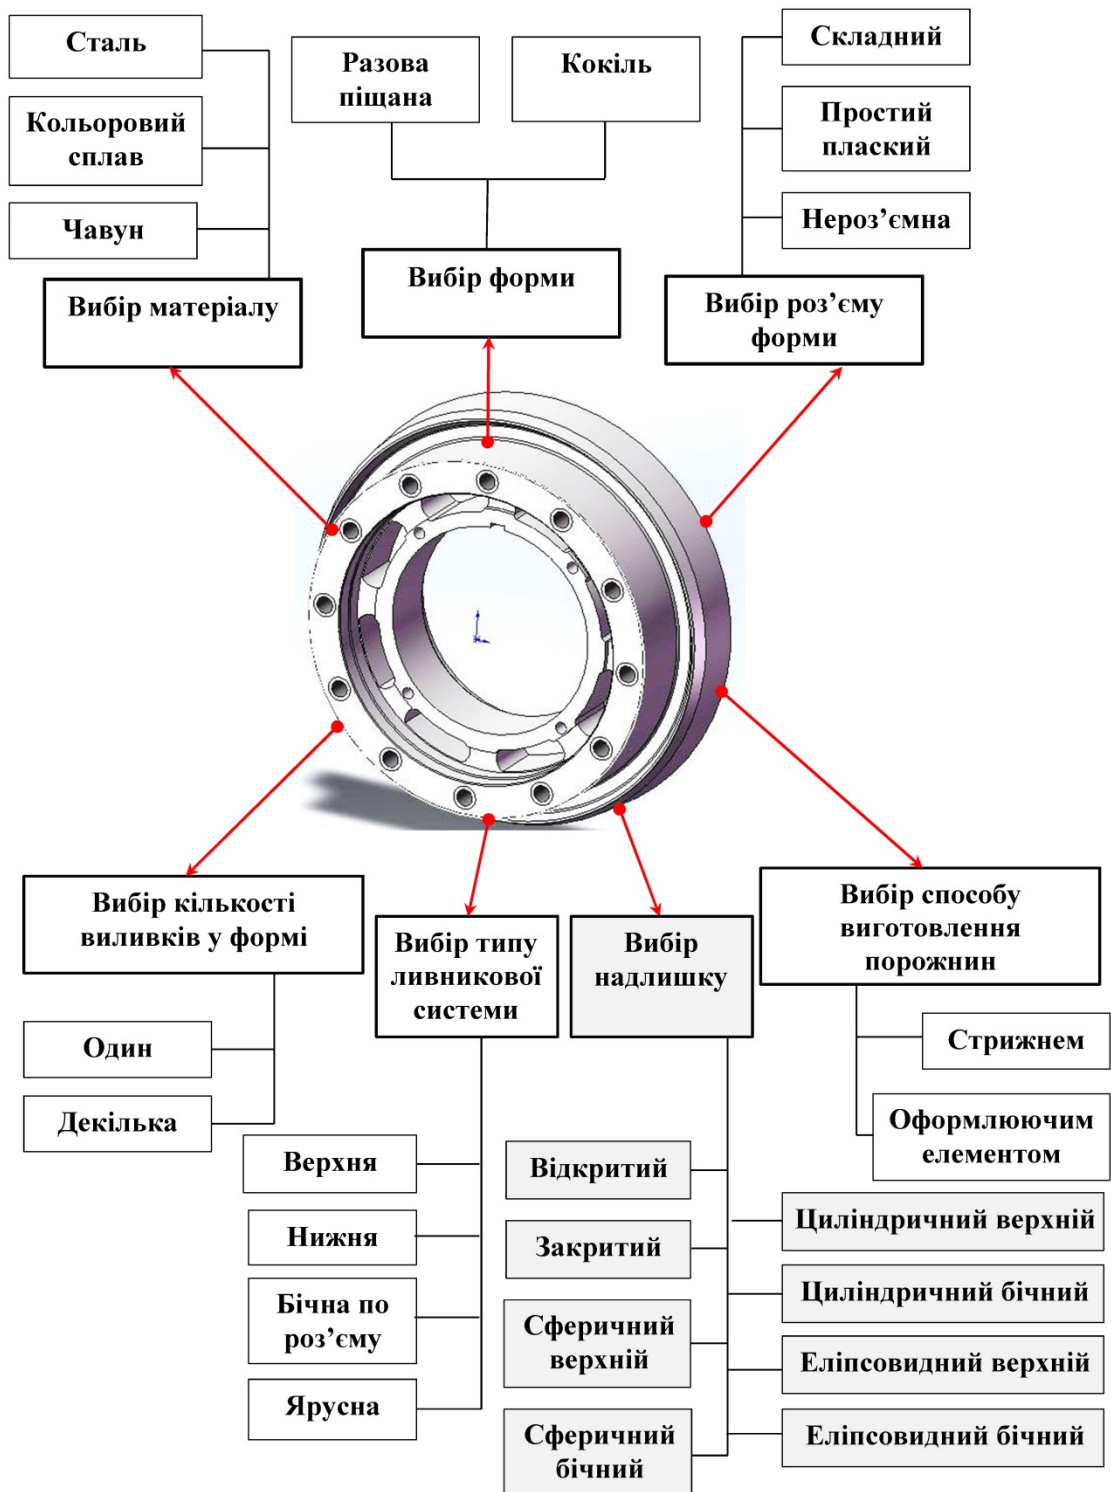 Сталь
Кольоровий
сплав
Чавун
Вибір матеріалу
Разова
піщана
Кокіль
Вибір форми
Складний
Простий
плаский
Нероз’ємна
Вибір роз’єму
форми
Вибір кількості
виливків у формі
Один
Декілька
Вибір типу
ливникової
системи
Верхня
Нижня
Бічна по
роз’єму
Ярусна
Вибір
надлишку
Відкритий
Закритий
Сферичний
верхній
Сферичний
бічний
Циліндричний верхній
Циліндричний бічний
Еліпсовидний верхній
Еліпсовидний бічний
Вибір способу
виготовлення
порожнин
Стрижнем
Оформлюючим
елементом